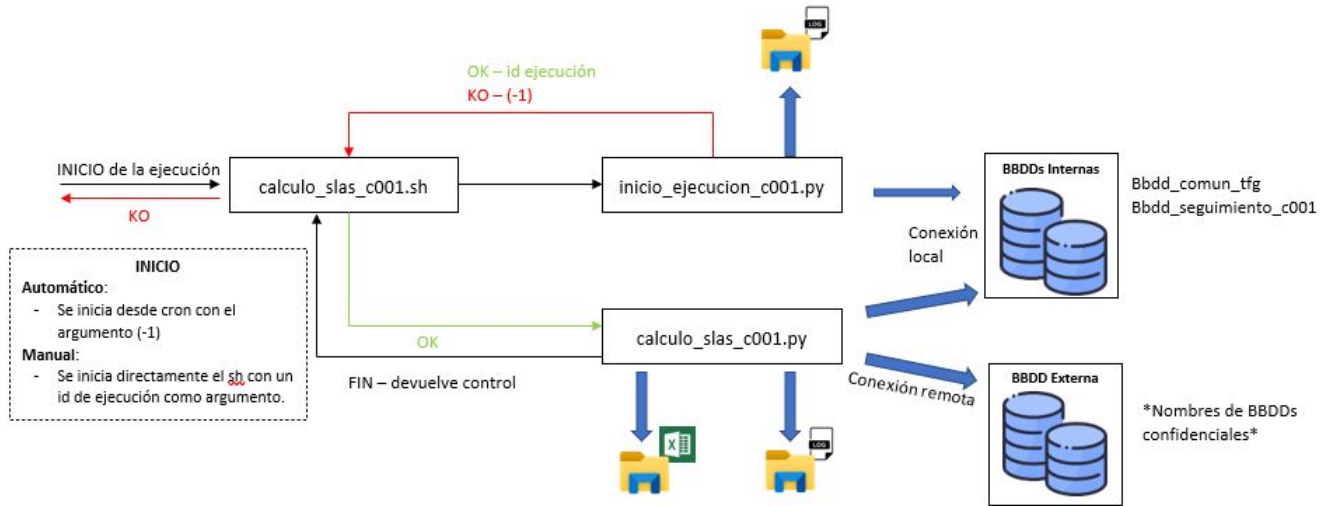 LOG
OK – id ejecución
KO – (-1)
INICIO de la ejecución
KO
calculo_slas_c001.sh
inicio_ejecucion_c001.py
BBDDs Internas
Bbdd_comun_tfg
Bbdd_seguimiento_c001
Conexión
local
INICIO
Automático:
- Se inicia desde cron con el
argumento (-1)
Manual:
- Se inicia directamente el sh con un
id de ejecución como argumento.
OK
calculo_slas_c001.py
FIN – devuelve control
Conexión remota
BBDD Externa
*Nombres de BBDDs
confidenciales*
X
LOG